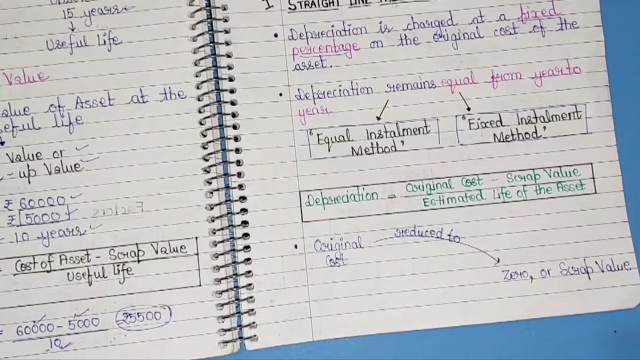 15 years
Useful life
Value
alue of Asset at the
seful life
Value or
-up Value
₹ 60000
₹ 5000
10 years
= Cost of Asset - Scrap Value
Useful life
= 60000 - 5000 ₹5500
10
1 STRAIGHT LINE
• Depreciation is charged at a fixed
percentage on the original cost of the
asset.
• Depreciation remains equal from year to
year
"Equal Instalment
Method"
"Fixed Instalment
Method"
Depreciation = Original Cost - Scrap Value
Estimated life of the Asset
• Original reduced to
Cost
Zero, or Scrap Value